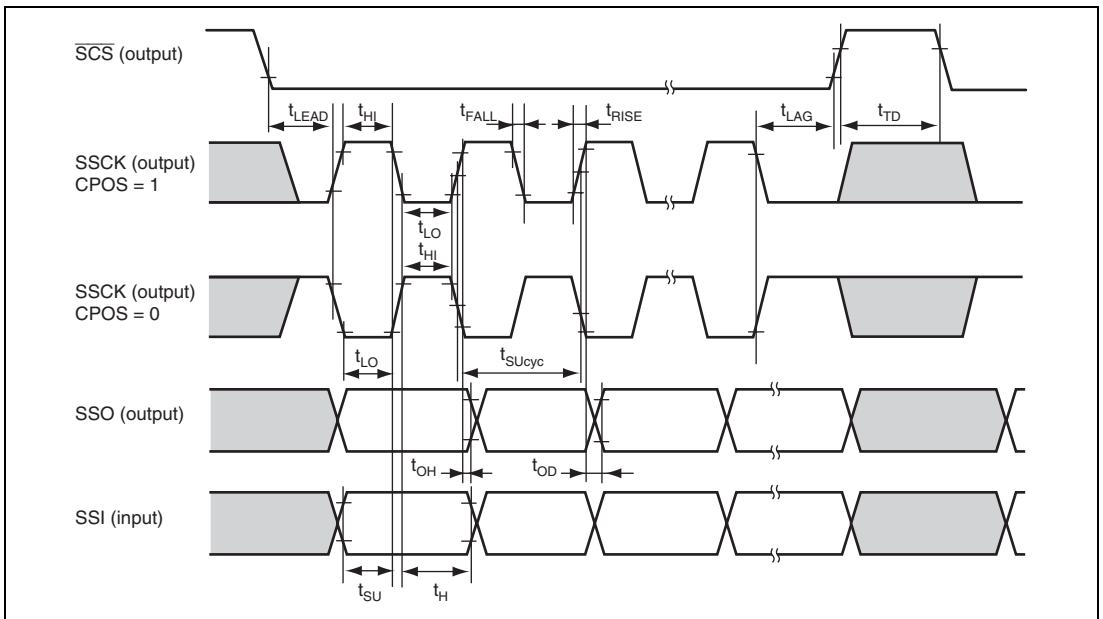 SCS (output)
tLEAD
tHI
tFALL
tRISE
tLAG
tTD
SSCK (output)
CPOS = 1
tLO
tHI
SSCK (output)
CPOS = 0
tLO
tSUcyc
SSO (output)
tOH
tOD
SSI (input)
tSU
tH